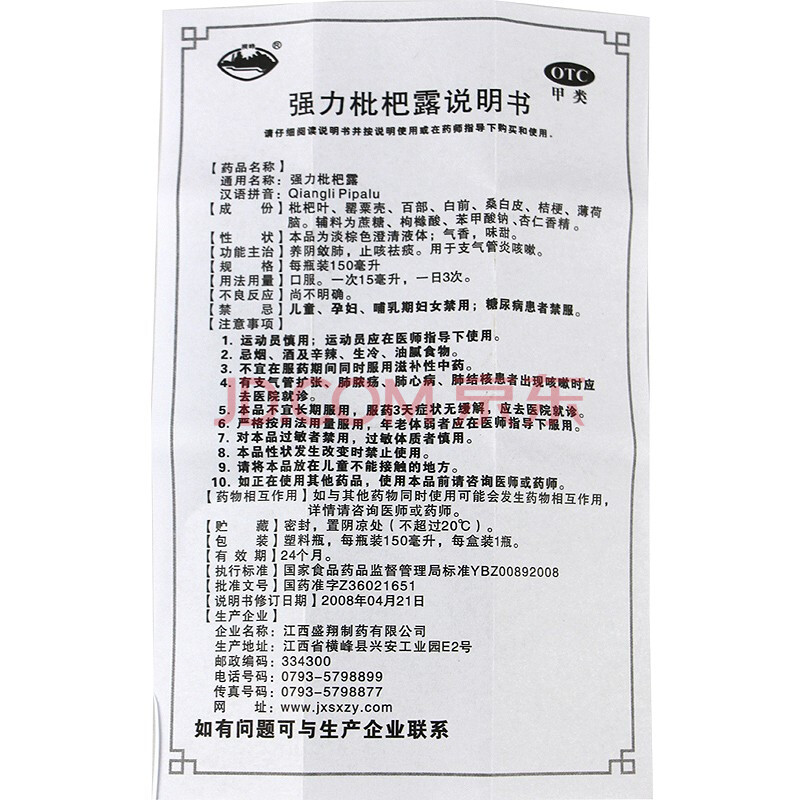 OTC
甲类
强力枇杷露说明书
请仔细阅读说明书并按说明使用或在药师指导下购买和使用。
【药品名称】
通用名称：强力枇杷露
汉语拼音：Qiangli Pipalu
【成 份】枇杷叶、罂粟壳、百部、白前、桑白皮、桔梗、薄荷
脑。辅料为蔗糖、枸橼酸、苯甲酸钠、杏仁香精。
【性 状】本品为淡棕色澄清液体；气香，味甜。
【功能主治】养阴敛肺，止咳祛痰。用于支气管炎咳嗽。
【规 格】每瓶装150毫升
【用法用量】口服。一次15毫升，一日3次。
【不良反应】尚不明确。
【禁 忌】儿童、孕妇、哺乳期妇女禁用；糖尿病患者禁服。
【注意事项】
1. 运动员慎用；运动员应在医师指导下使用。
2. 忌烟、酒及辛辣、生冷、油腻食物。
3. 不宜在服药期间同时服用滋补性中药。
4. 有支气管扩张、肺脓疡、肺心病、肺结核患者出现咳嗽时应
去医院就诊。
5. 本品不宜长期服用，服药3天症状无缓解，应去医院就诊。
6. 严格按用法用量服用，年老体弱者应在医师指导下服用。
7. 对本品过敏者禁用，过敏体质者慎用。
8. 本品性状发生改变时禁止使用。
9. 请将本品放在儿童不能接触的地方。
10. 如正在使用其他药品，使用本品前请咨询医师或药师。
【药物相互作用】如与其他药物同时使用可能会发生药物相互作用，
详情请咨询医师或药师。
【贮 藏】密封，置阴凉处（不超过20℃）。
【包 装】塑料瓶，每瓶装150毫升，每盒装1瓶。
【有 效 期】24个月。
【执行标准】国家食品药品监督管理局标准YBZ00892008
【批准文号】国药准字Z36021651
【说明书修订日期】2008年04月21日
【生产企业】
企业名称：江西盛翔制药有限公司
生产地址：江西省横峰县兴安工业园E2号
邮政编码：334300
电话号码：0793-5798899
传真号码：0793-5798877
网 址：www.jxsxzy.com
如有问题可与生产企业联系
JD.COM 京东